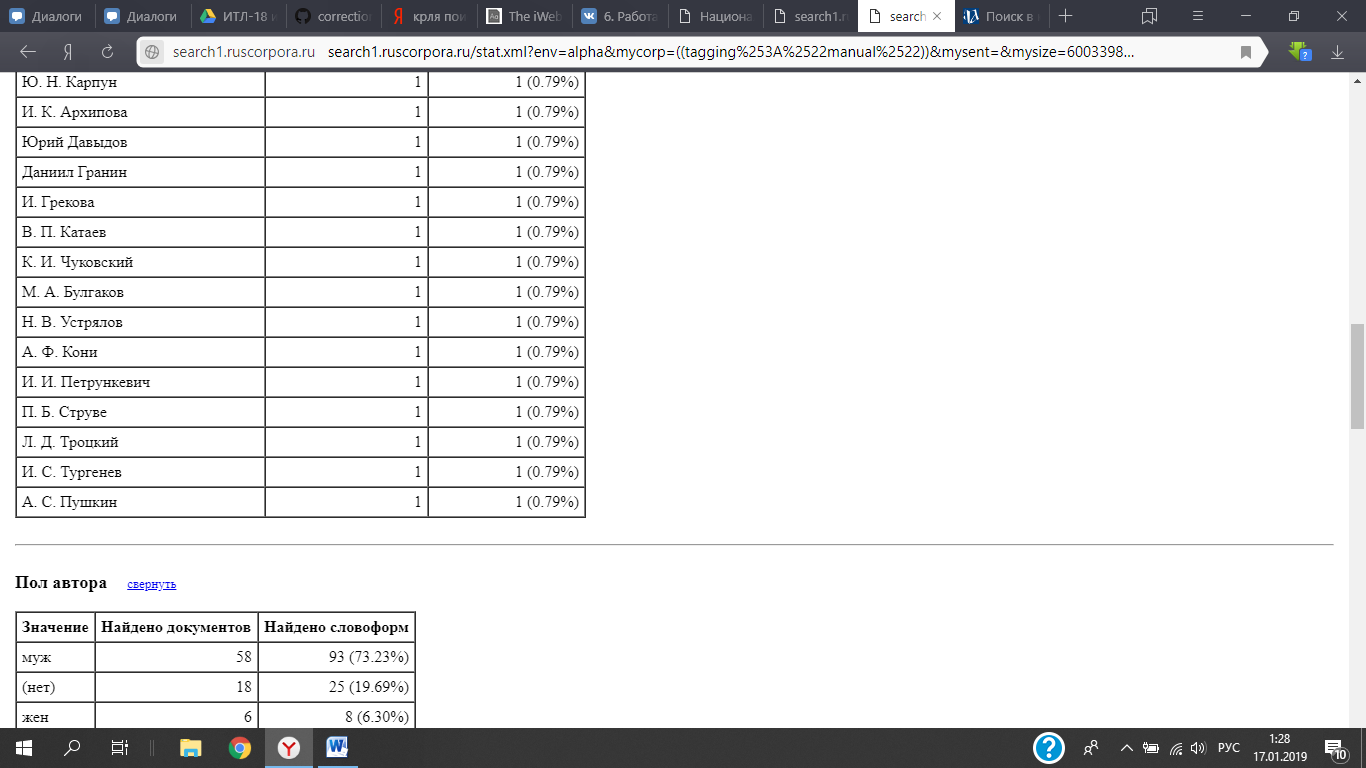 Диалоги Диалоги ИТЛ-18 и correction крля пои The iWeb 6. Работа Национа search1.r search Поиск в
search1.ruscorpora.ru search1.ruscorpora.ru/stat.xml?env=alpha&mycorp=((tagging%253A%2522manual%2522))&mysent=&mysize=6003398...
Ю. Н. Карпун 1 1 (0.79%)
И. К. Архипова 1 1 (0.79%)
Юрий Давыдов 1 1 (0.79%)
Даниил Гранин 1 1 (0.79%)
И. Грекова 1 1 (0.79%)
В. П. Катаев 1 1 (0.79%)
К. И. Чуковский 1 1 (0.79%)
М. А. Булгаков 1 1 (0.79%)
Н. В. Устрялов 1 1 (0.79%)
А. Ф. Кони 1 1 (0.79%)
И. И. Петрункевич 1 1 (0.79%)
П. Б. Струве 1 1 (0.79%)
Л. Д. Троцкий 1 1 (0.79%)
И. С. Тургенев 1 1 (0.79%)
А. С. Пушкин 1 1 (0.79%)
Пол автора свернуть
Значение Найдено документов Найдено словоформ
муж 58 93 (73.23%)
(нет) 18 25 (19.69%)
жен 6 8 (6.30%)
РУС 1:28
17.01.2019 10